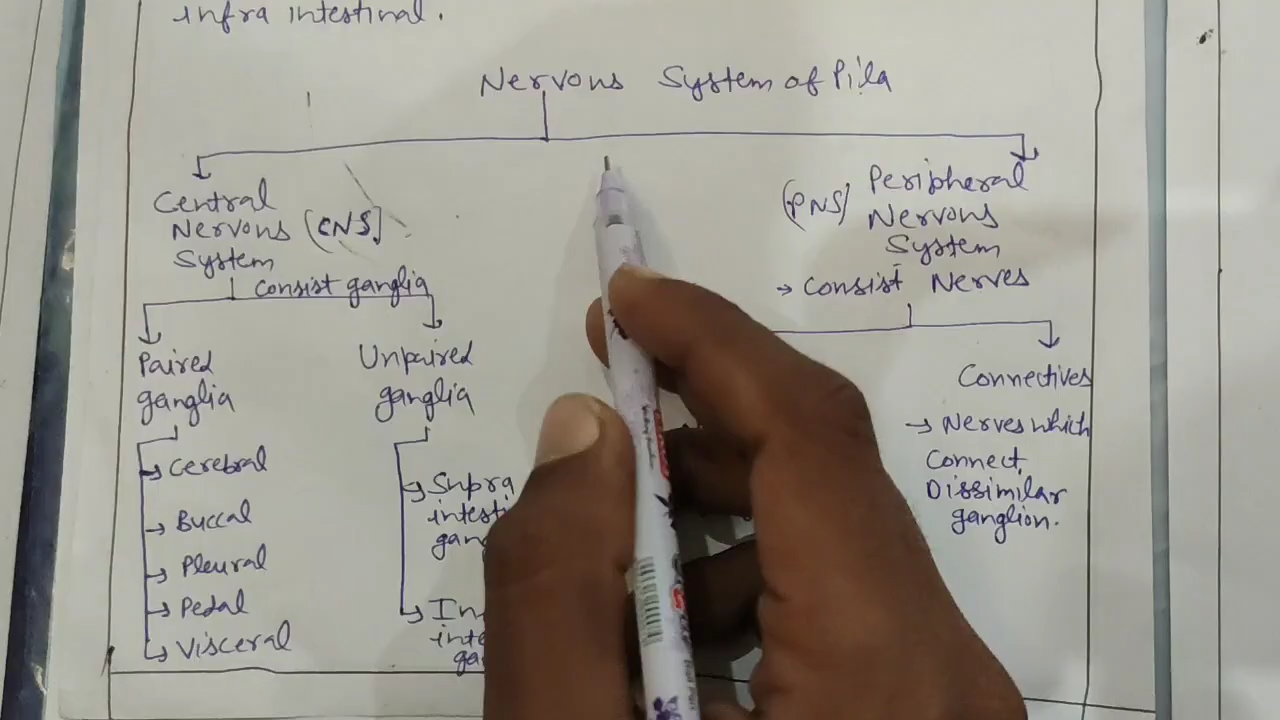 infra intestinal.
Nervous System of Pila
Central
Nervous (CNS)
System
Consist ganglia
(PNS) Peripheral
Nervous
System
→ Consist Nerves
Paired
ganglia
Unpaired
ganglia
→ Cerebral
→ Buccal
→ Pleural
→ Pedal
→ Visceral
→ Supra
Connectives
→ Nerves which
Connect
Dissimilar
ganglion.